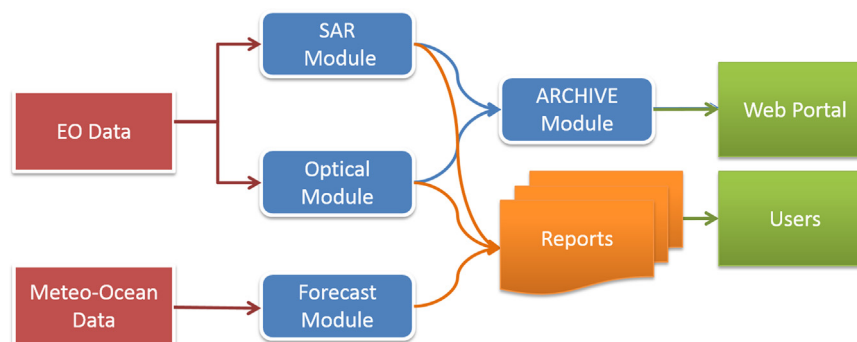 SAR
Module
EO Data
ARCHIVE
Module
Web Portal
Optical
Module
Reports
Users
Meteo-Ocean
Data
Forecast
Module